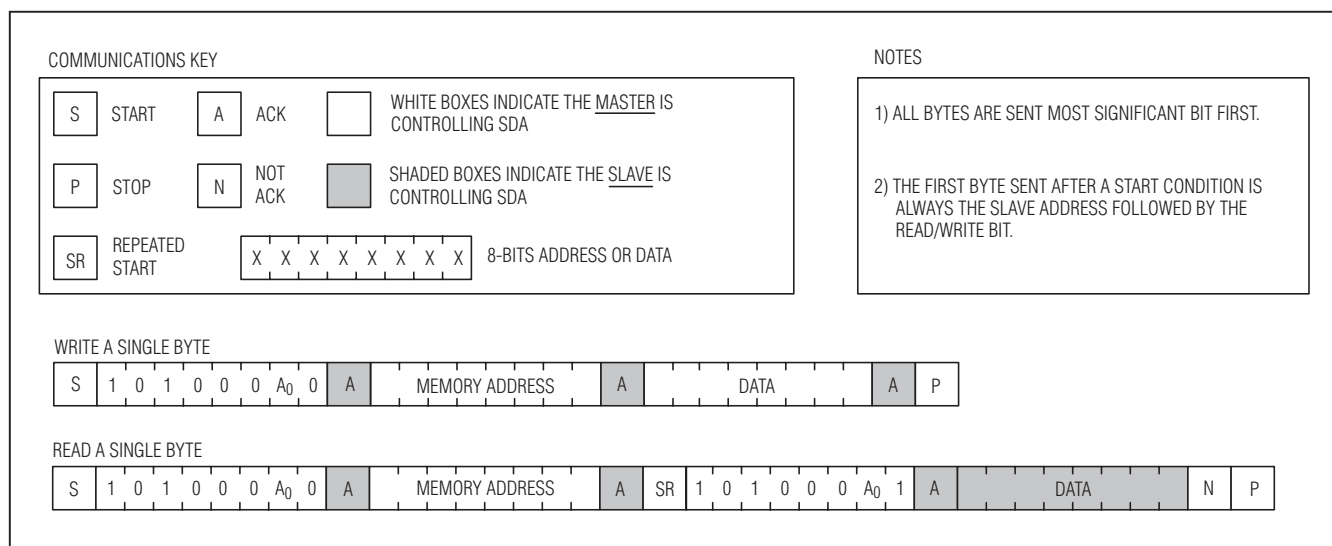 COMMUNICATIONS KEY
S START A ACK WHITE BOXES INDICATE THE MASTER IS
CONTROLLING SDA
P STOP N NOT
ACK SHADED BOXES INDICATE THE SLAVE IS
CONTROLLING SDA
SR REPEATED
START X X X X X X X X 8-BITS ADDRESS OR DATA
NOTES
1) ALL BYTES ARE SENT MOST SIGNIFICANT BIT FIRST.
2) THE FIRST BYTE SENT AFTER A START CONDITION IS
ALWAYS THE SLAVE ADDRESS FOLLOWED BY THE
READ/WRITE BIT.
WRITE A SINGLE BYTE
S 1 0 1 0 0 0 A0 0 A MEMORY ADDRESS A DATA A P
READ A SINGLE BYTE
S 1 0 1 0 0 0 A0 0 A MEMORY ADDRESS A SR 1 0 1 0 0 0 A0 1 A DATA N P